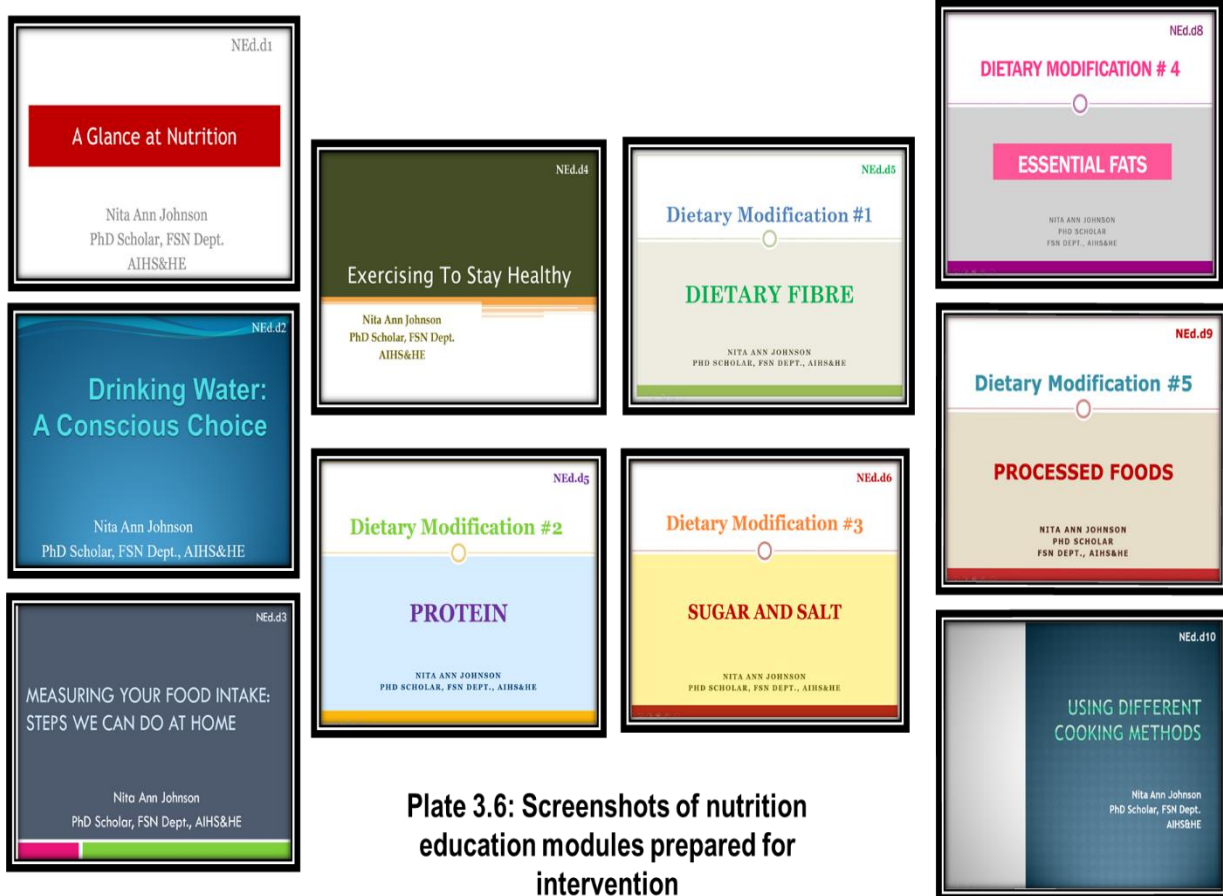 NEd.d1
A Glance at Nutrition
Nita Ann Johnson
PhD Scholar, FSN Dept.
AIHS&HE
NEd.d2
Drinking Water:
A Conscious Choice
Nita Ann Johnson
PhD Scholar, FSN Dept., AIHS&HE
NEd.d3
MEASURING YOUR FOOD INTAKE:
STEPS WE CAN DO AT HOME
Nita Ann Johnson
PhD Scholar, FSN Dept., AIHS&HE
NEd.d4
Exercising To Stay Healthy
Nita Ann Johnson
PhD Scholar, FSN Dept.
AIHS&HE
NEd.d5
Dietary Modification #1
DIETARY FIBRE
NITA ANN JOHNSON
PHD SCHOLAR, FSN DEPT., AIHS&HE
NEd.d5
Dietary Modification #2
PROTEIN
NITA ANN JOHNSON
PHD SCHOLAR, FSN DEPT., AIHS&HE
NEd.d6
Dietary Modification #3
SUGAR AND SALT
NITA ANN JOHNSON
PHD SCHOLAR, FSN DEPT., AIHS&HE
NEd.d8
DIETARY MODIFICATION # 4
ESSENTIAL FATS
NITA ANN JOHNSON
PHD SCHOLAR
FSN DEPT., AIHS&HE
NEd.d9
Dietary Modification #5
PROCESSED FOODS
NITA ANN JOHNSON
PHD SCHOLAR
FSN DEPT., AIHS&HE
NEd.d10
USING DIFFERENT
COOKING METHODS
Nita Ann Johnson
PhD Scholar, FSN Dept.
AIHS&HE
Plate 3.6: Screenshots of nutrition
education modules prepared for
intervention